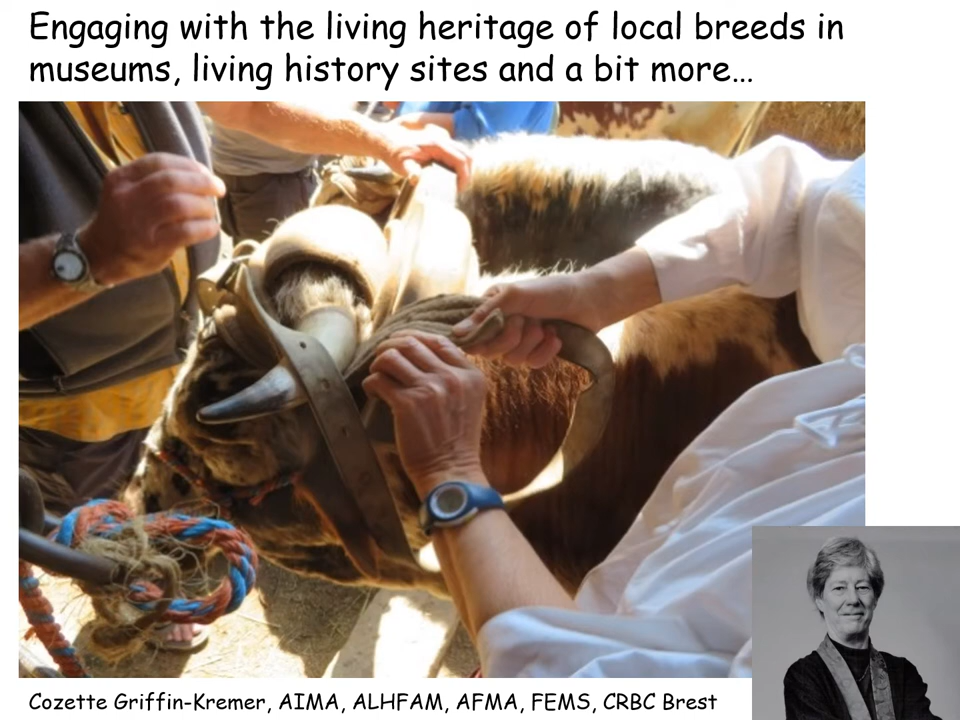 Engaging with the living heritage of local breeds in
museums, living history sites and a bit more…
Cozette Griffin-Kremer, AIMA, ALHFAM, AFMA, FEMS, CRBC Brest